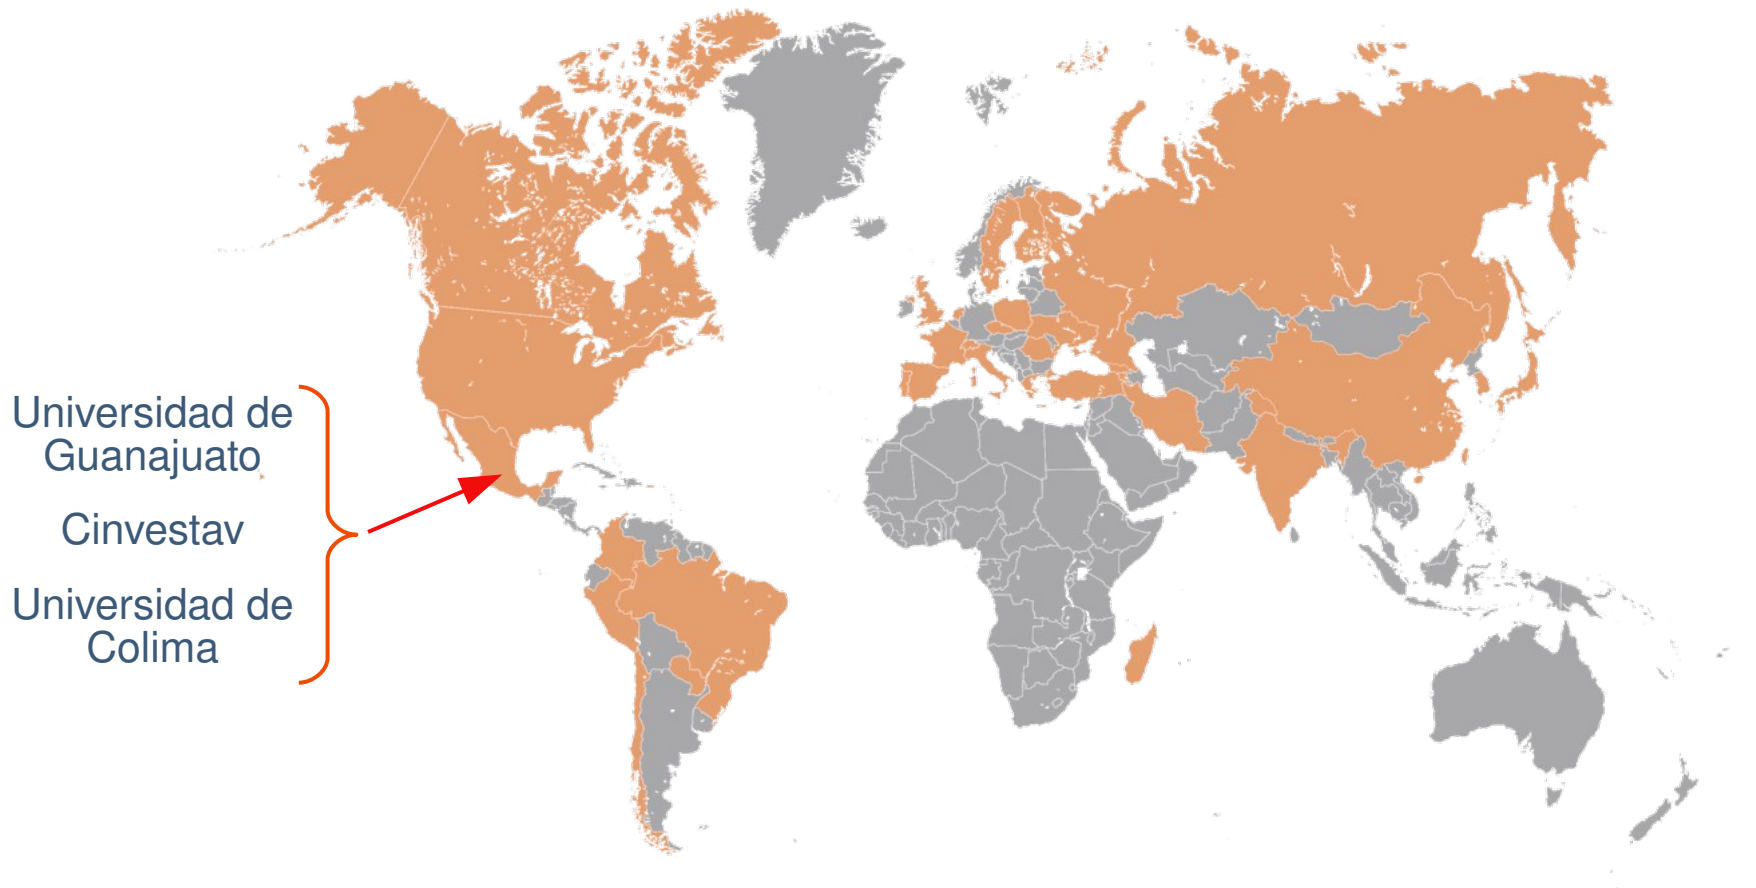 Universidad de
Guanajuato
Cinvestav
Universidad de
Colima